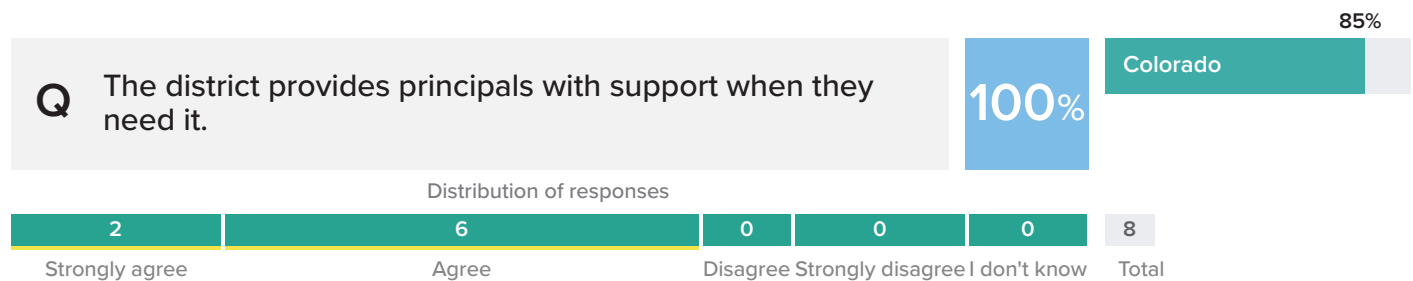 85%
Q
The district provides principals with support when they
need it.
100%
Colorado
Distribution of responses
2 6 0 0 0 8
Strongly agree Agree Disagree Strongly disagree I don't know Total